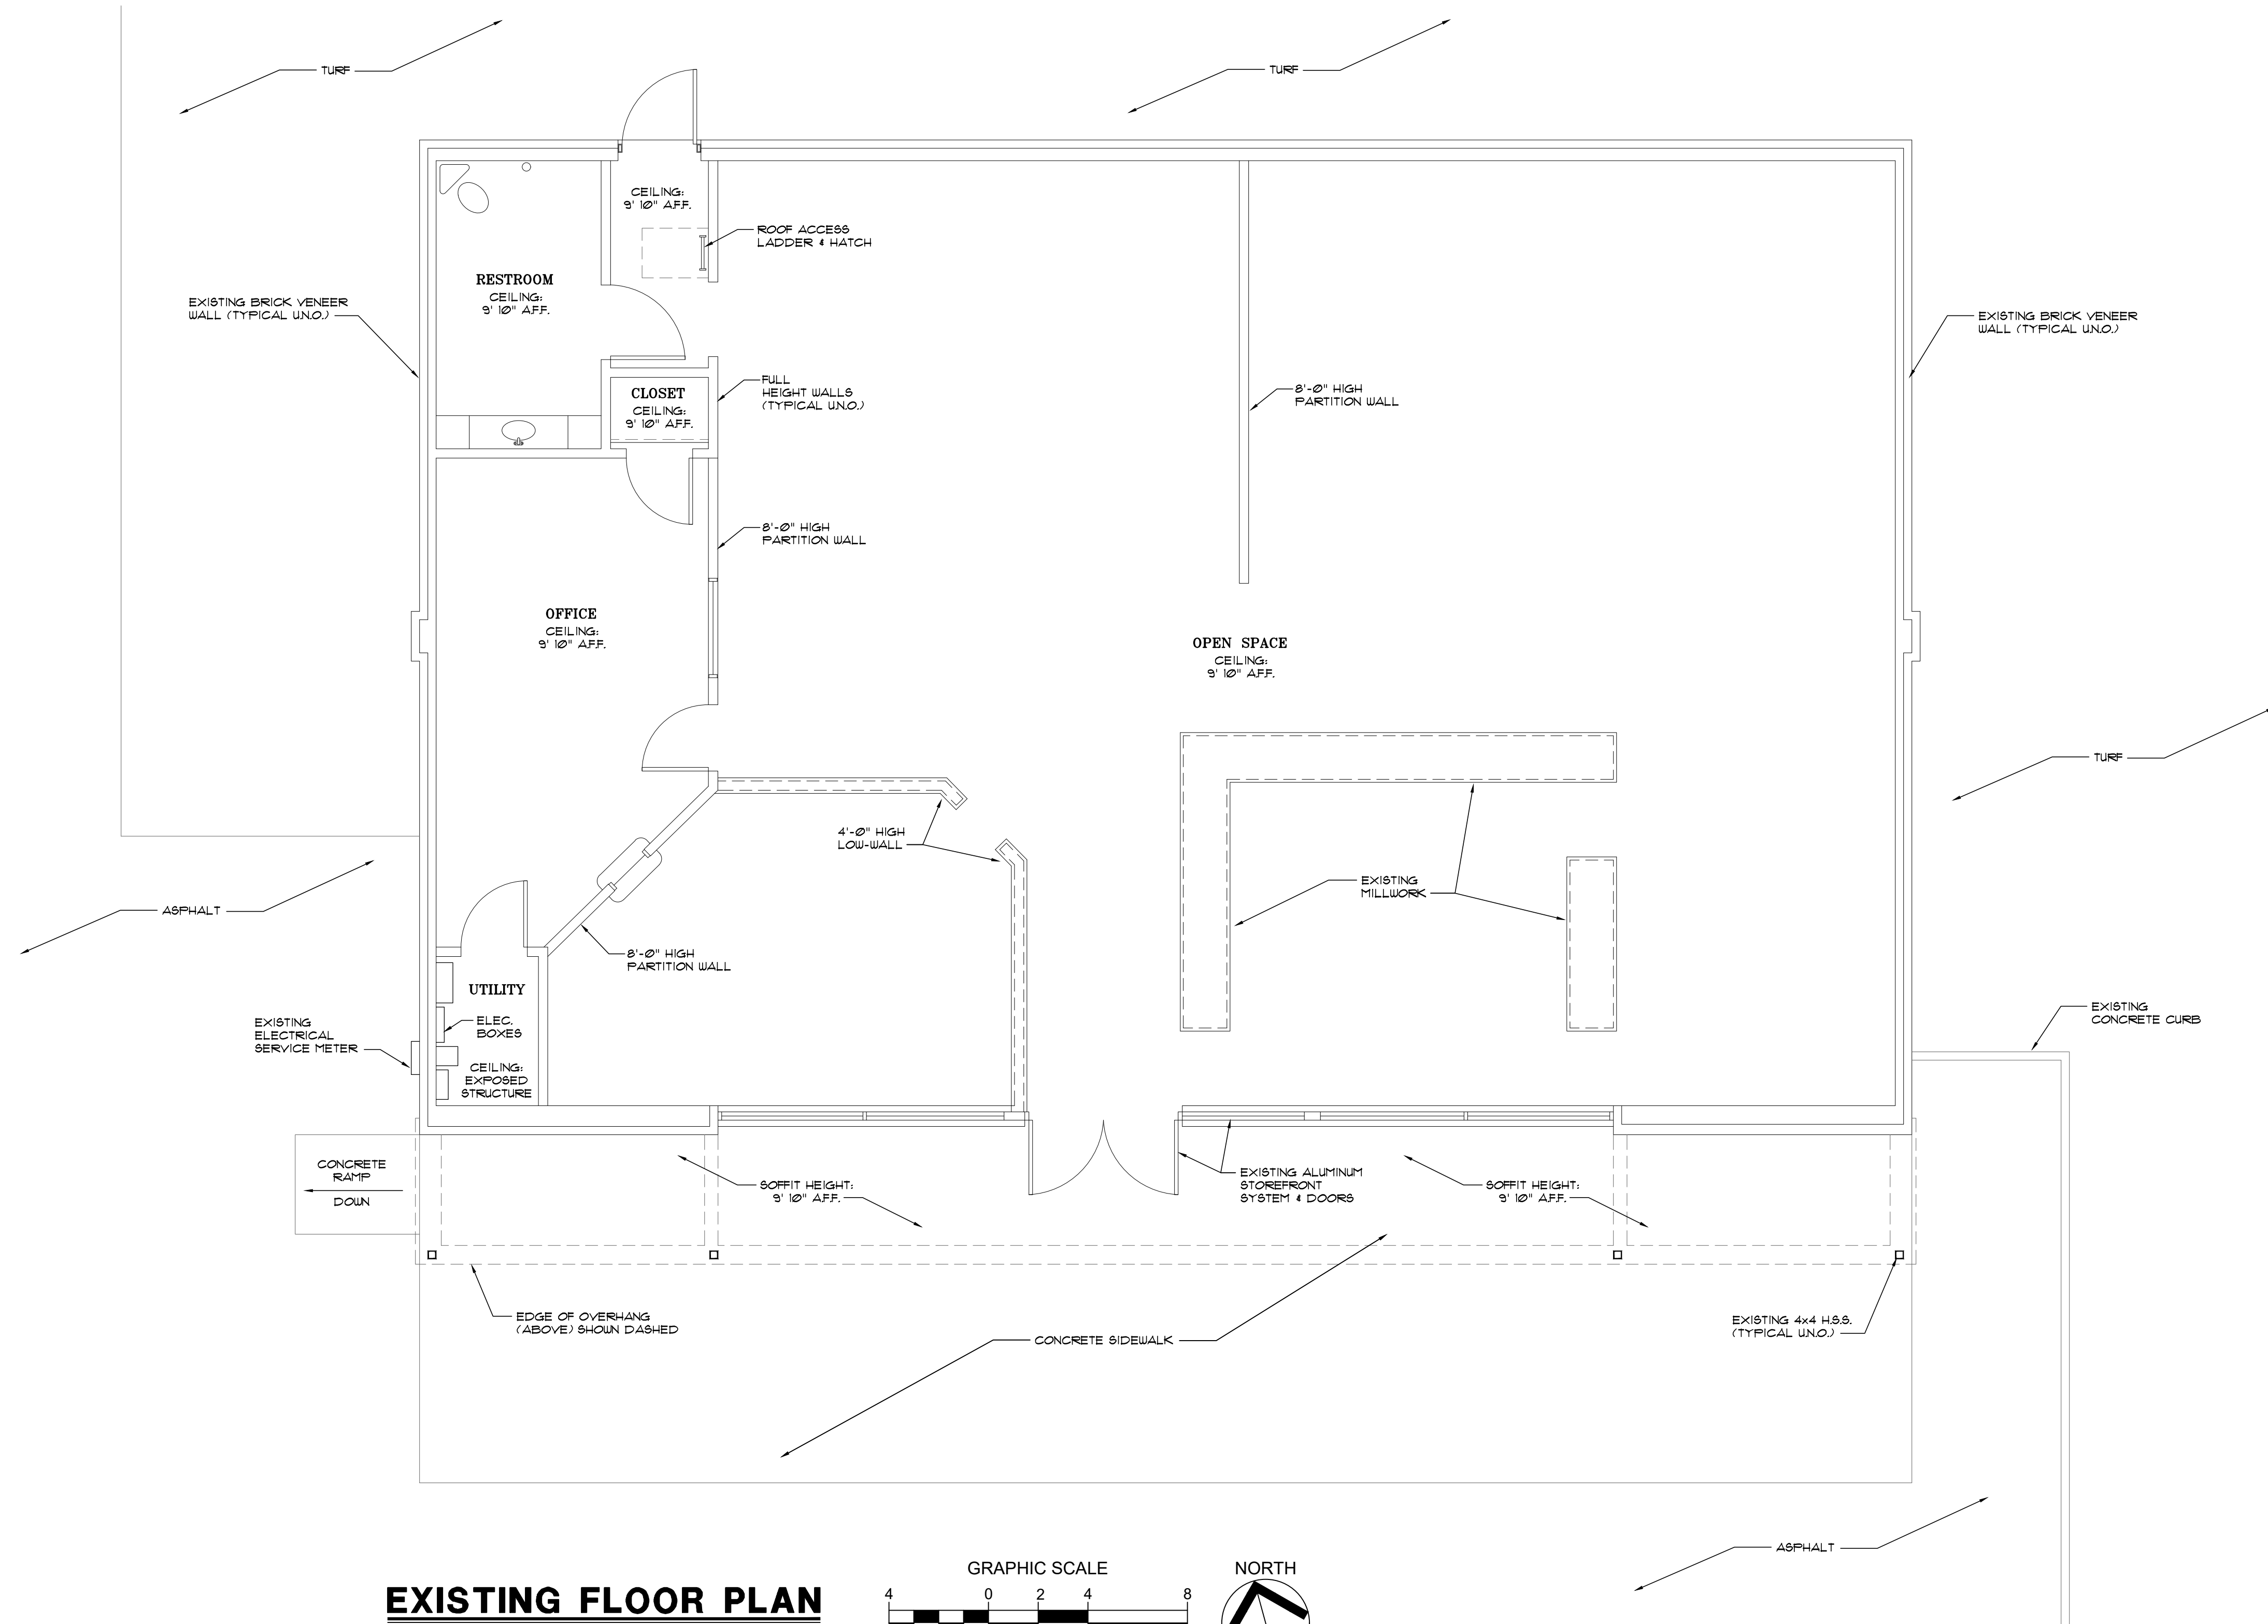 TURF
TURF
CEILING:
9' 10" A.F.F.
ROOF ACCESS
LADDER & HATCH
RESTROOM
CEILING:
9' 10" A.F.F.
EXISTING BRICK VENEER
WALL (TYPICAL U.N.O.)
EXISTING BRICK VENEER
WALL (TYPICAL U.N.O.)
FULL
HEIGHT WALLS
(TYPICAL U.N.O.)
CLOSET
CEILING:
9' 10" A.F.F.
8'-0" HIGH
PARTITION WALL
8'-0" HIGH
PARTITION WALL
OFFICE
CEILING:
9' 10" A.F.F.
OPEN SPACE
CEILING:
9' 10" A.F.F.
TURF
4'-0" HIGH
LOW-WALL
EXISTING
MILLWORK
ASPHALT
8'-0" HIGH
PARTITION WALL
UTILITY
ELEC.
BOXES
EXISTING
ELECTRICAL
SERVICE METER
CEILING:
EXPOSED
STRUCTURE
EXISTING
CONCRETE CURB
CONCRETE
RAMP
DOWN
SOFFIT HEIGHT:
9' 10" A.F.F.
EXISTING ALUMINUM
STOREFRONT
SYSTEM & DOORS
SOFFIT HEIGHT:
9' 10" A.F.F.
EDGE OF OVERHANG
(ABOVE) SHOWN DASHED
CONCRETE SIDEWALK
EXISTING 4x4 H.S.S.
(TYPICAL U.N.O.)
ASPHALT
EXISTING FLOOR PLAN
GRAPHIC SCALE
4 0 2 4 8
NORTH